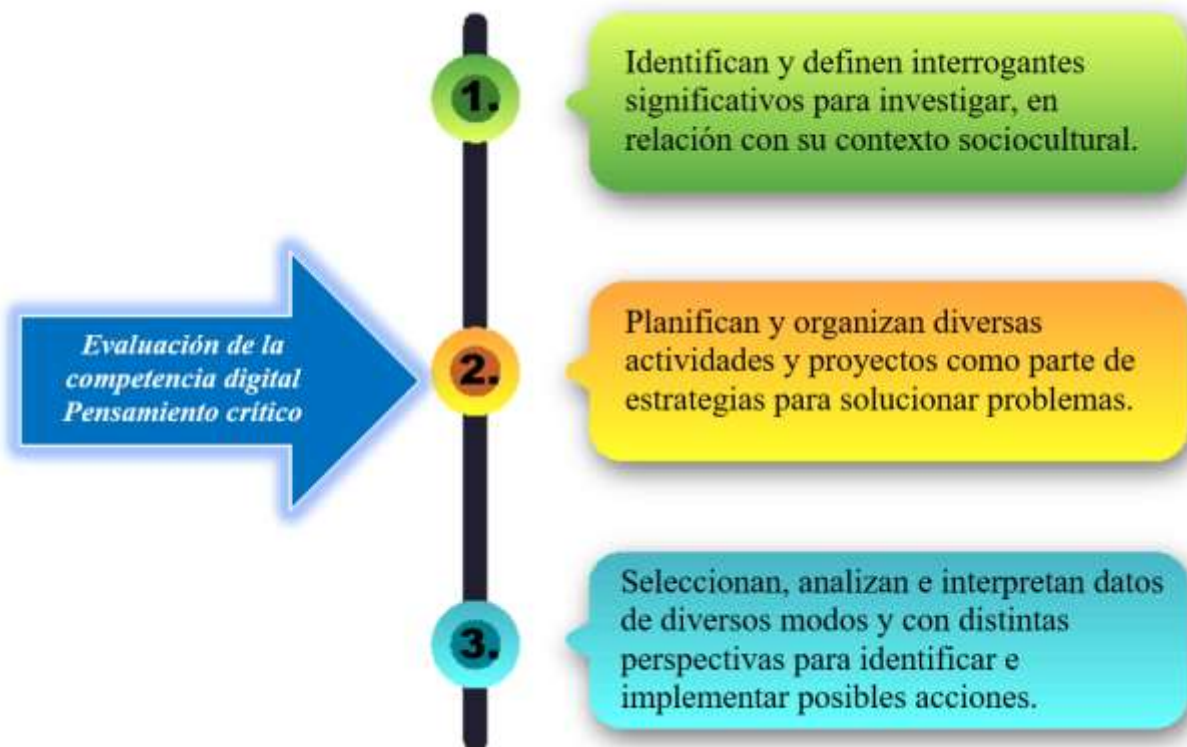 Evaluación de la
competencia digital
Pensamiento crítico
1.
Identifican y definen interrogantes
significativos para investigar, en
relación con su contexto sociocultural.
2.
Planifican y organizan diversas
actividades y proyectos como parte de
estrategias para solucionar problemas.
3.
Seleccionan, analizan e interpretan datos
de diversos modos y con distintas
perspectivas para identificar e
implementar posibles acciones.